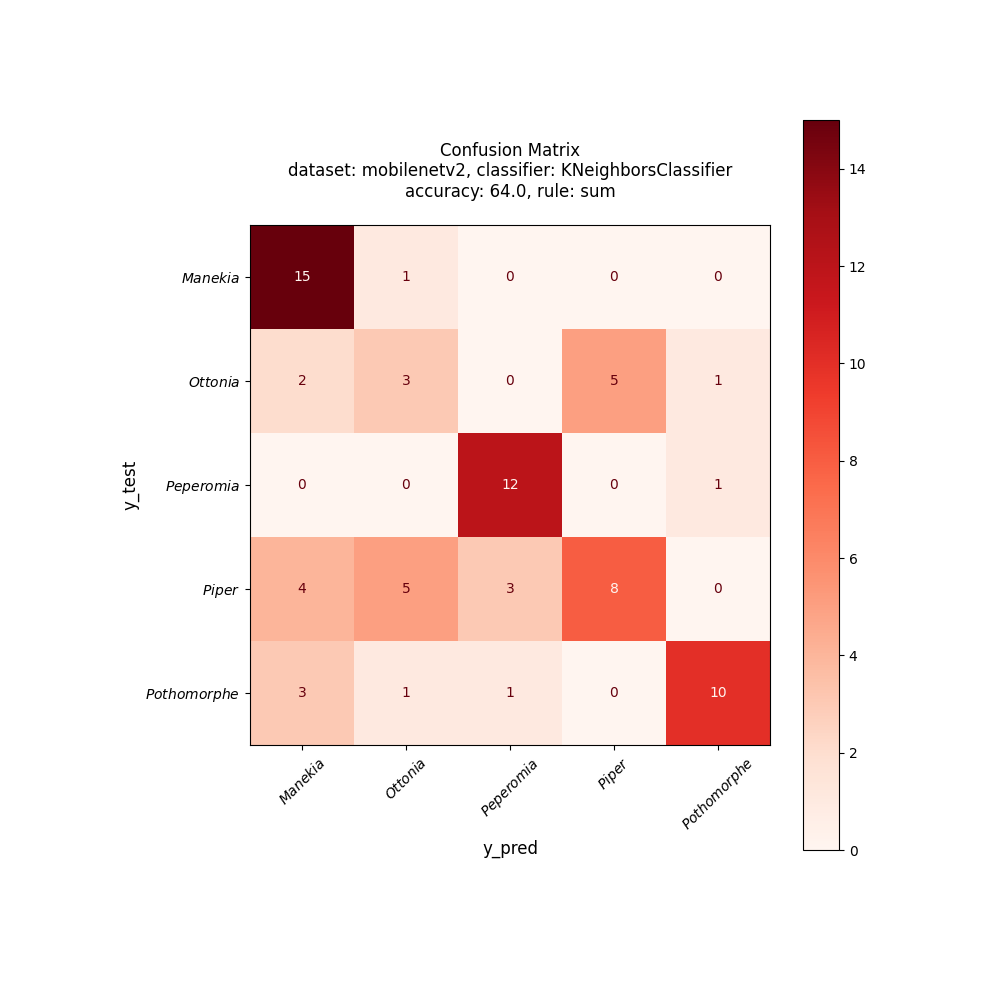 Confusion Matrix
dataset: mobilenetv2, classifier: KNeighborsClassifier
accuracy: 64.0, rule: sum
y_test
Manekia 15 1 0 0 0
Ottonia 2 3 0 5 1
Peperomia 0 0 12 0 1
Piper 4 5 3 8 0
Pothomorphe 3 1 1 0 10
Manekia Ottonia Peperomia Piper Pothomorphe
y_pred
14
12
10
8
6
4
2
0